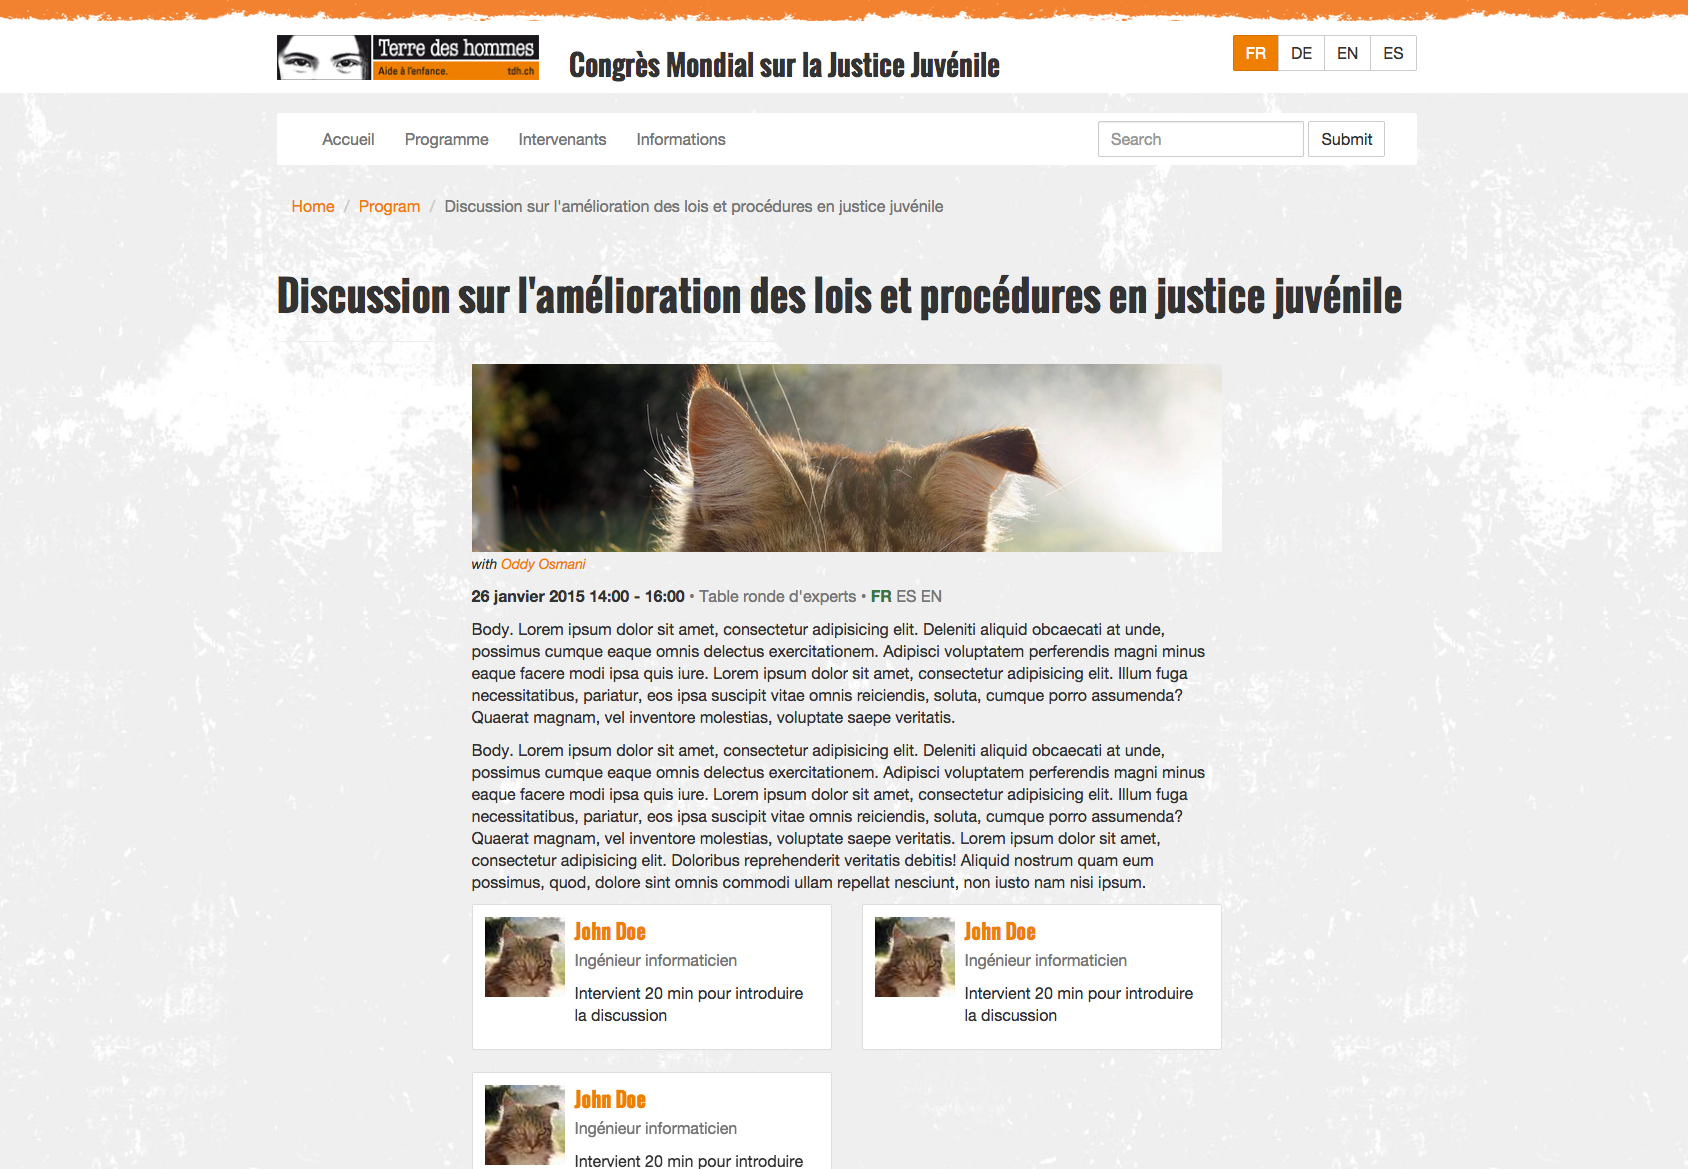 Terre des hommes
Aide à l'enfance. tdh.ch
Congrès Mondial sur la Justice Juvénile
FR DE EN ES
Accueil Programme Intervenants Informations Search Submit
Home / Program / Discussion sur l'amélioration des lois et procédures en justice juvénile
Discussion sur l'amélioration des lois et procédures en justice juvénile
with Oddy Osmani
26 janvier 2015 14:00 - 16:00 • Table ronde d'experts • FR ES EN
Body. Lorem ipsum dolor sit amet, consectetur adipisicing elit. Deleniti aliquid obcaecati at unde,
possimus cumque eaque omnis delectus exercitationem. Adipisci voluptatem perferendis magni minus
eaque facere modi ipsa quis iure. Lorem ipsum dolor sit amet, consectetur adipisicing elit. Illum fuga
necessitatibus, pariatur, eos ipsa suscipit vitae omnis reiciendis, soluta, cumque porro assumenda?
Quaerat magnam, vel inventore molestias, voluptate saepe veritatis.
Body. Lorem ipsum dolor sit amet, consectetur adipisicing elit. Deleniti aliquid obcaecati at unde,
possimus cumque eaque omnis delectus exercitationem. Adipisci voluptatem perferendis magni minus
eaque facere modi ipsa quis iure. Lorem ipsum dolor sit amet, consectetur adipisicing elit. Illum fuga
necessitatibus, pariatur, eos ipsa suscipit vitae omnis reiciendis, soluta, cumque porro assumenda?
Quaerat magnam, vel inventore molestias, voluptate saepe veritatis. Lorem ipsum dolor sit amet,
consectetur adipisicing elit. Doloribus reprehenderit veritatis debitis! Aliquid nostrum quam eum
possimus, quod, dolore sint omnis commodi ullam repellat nesciunt, non iusto nam nisi ipsum.
John Doe
Ingénieur informaticien
Intervient 20 min pour introduire
la discussion
John Doe
Ingénieur informaticien
Intervient 20 min pour introduire
la discussion
John Doe
Ingénieur informaticien
Intervient 20 min pour introduire